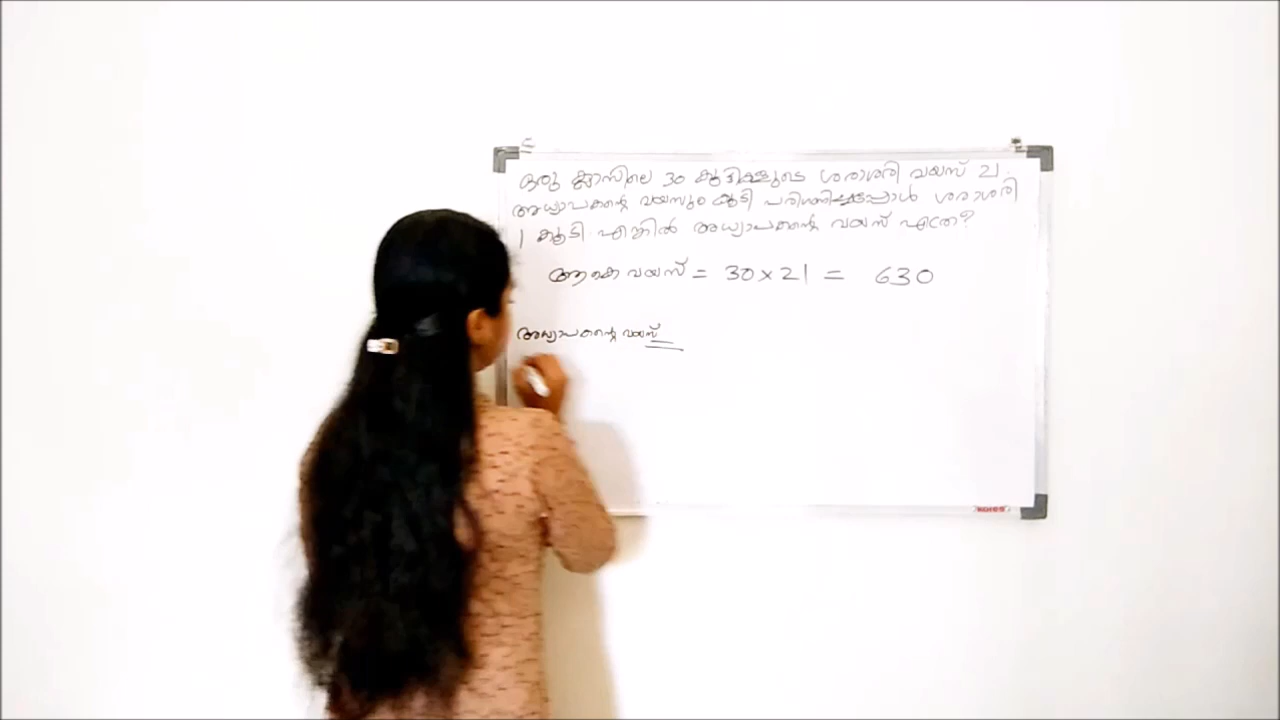 ഒരു ക്ലാസിലെ 30 കുട്ടികളുടെ ശരാശരി വയസ് 21.
അധ്യാപകന്റെ വയസും കൂടി പരിഗണിച്ചപ്പോൾ ശരാശരി
1 കൂടി എങ്കിൽ അധ്യാപകന്റെ വയസ് എത്ര?
ആകെ വയസ് = 30 × 21 = 630
അധ്യാപകന്റെ വയസ്